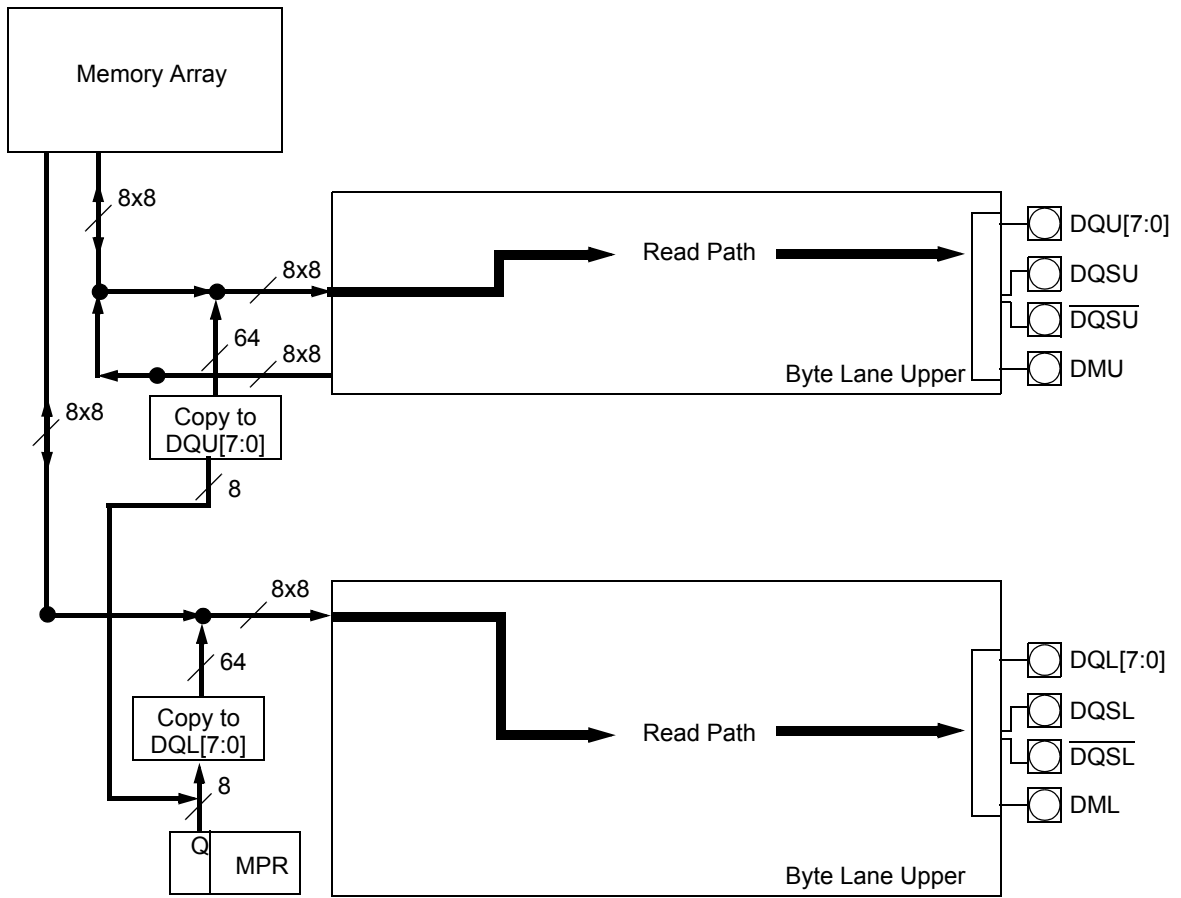 Memory Array
8x8
8x8
Read Path
DQU[7:0]
DQSU
DQSU
DMU
64
8x8
Byte Lane Upper
8x8
Copy to
DQU[7:0]
8
8x8
64
Copy to
DQL[7:0]
8
Q
MPR
Read Path
DQL[7:0]
DQSL
DQSL
DML
Byte Lane Upper